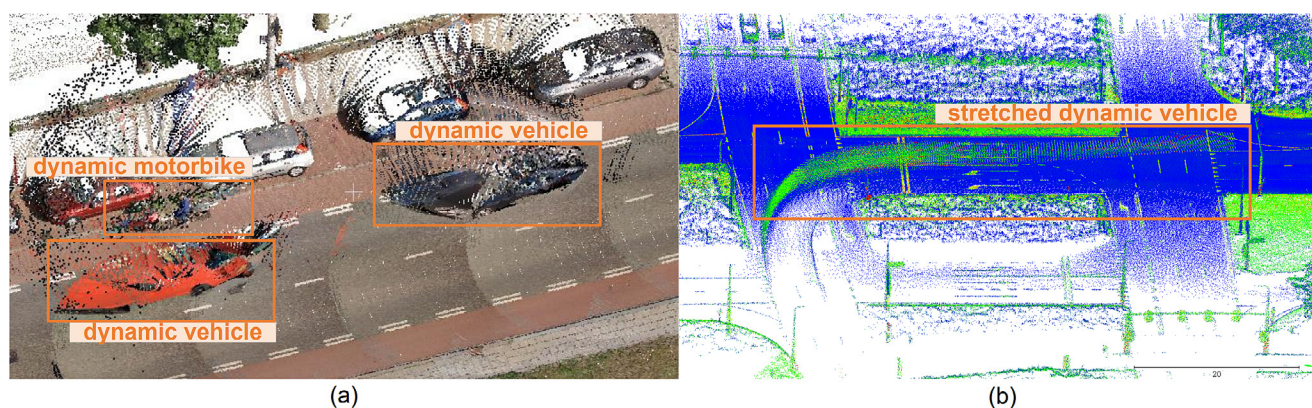 dynamic vehicle
dynamic motorbike
dynamic vehicle
stretched dynamic vehicle
20
(a)
(b)